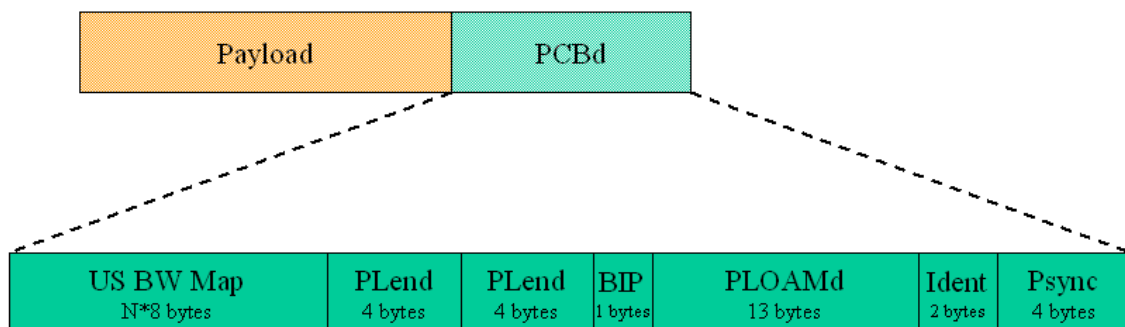 Payload
PCBd
US BW Map
N*8 bytes
PLend
4 bytes
PLend
4 bytes
BIP
1 bytes
PLOAMd
13 bytes
Ident
2 bytes
Psync
4 bytes